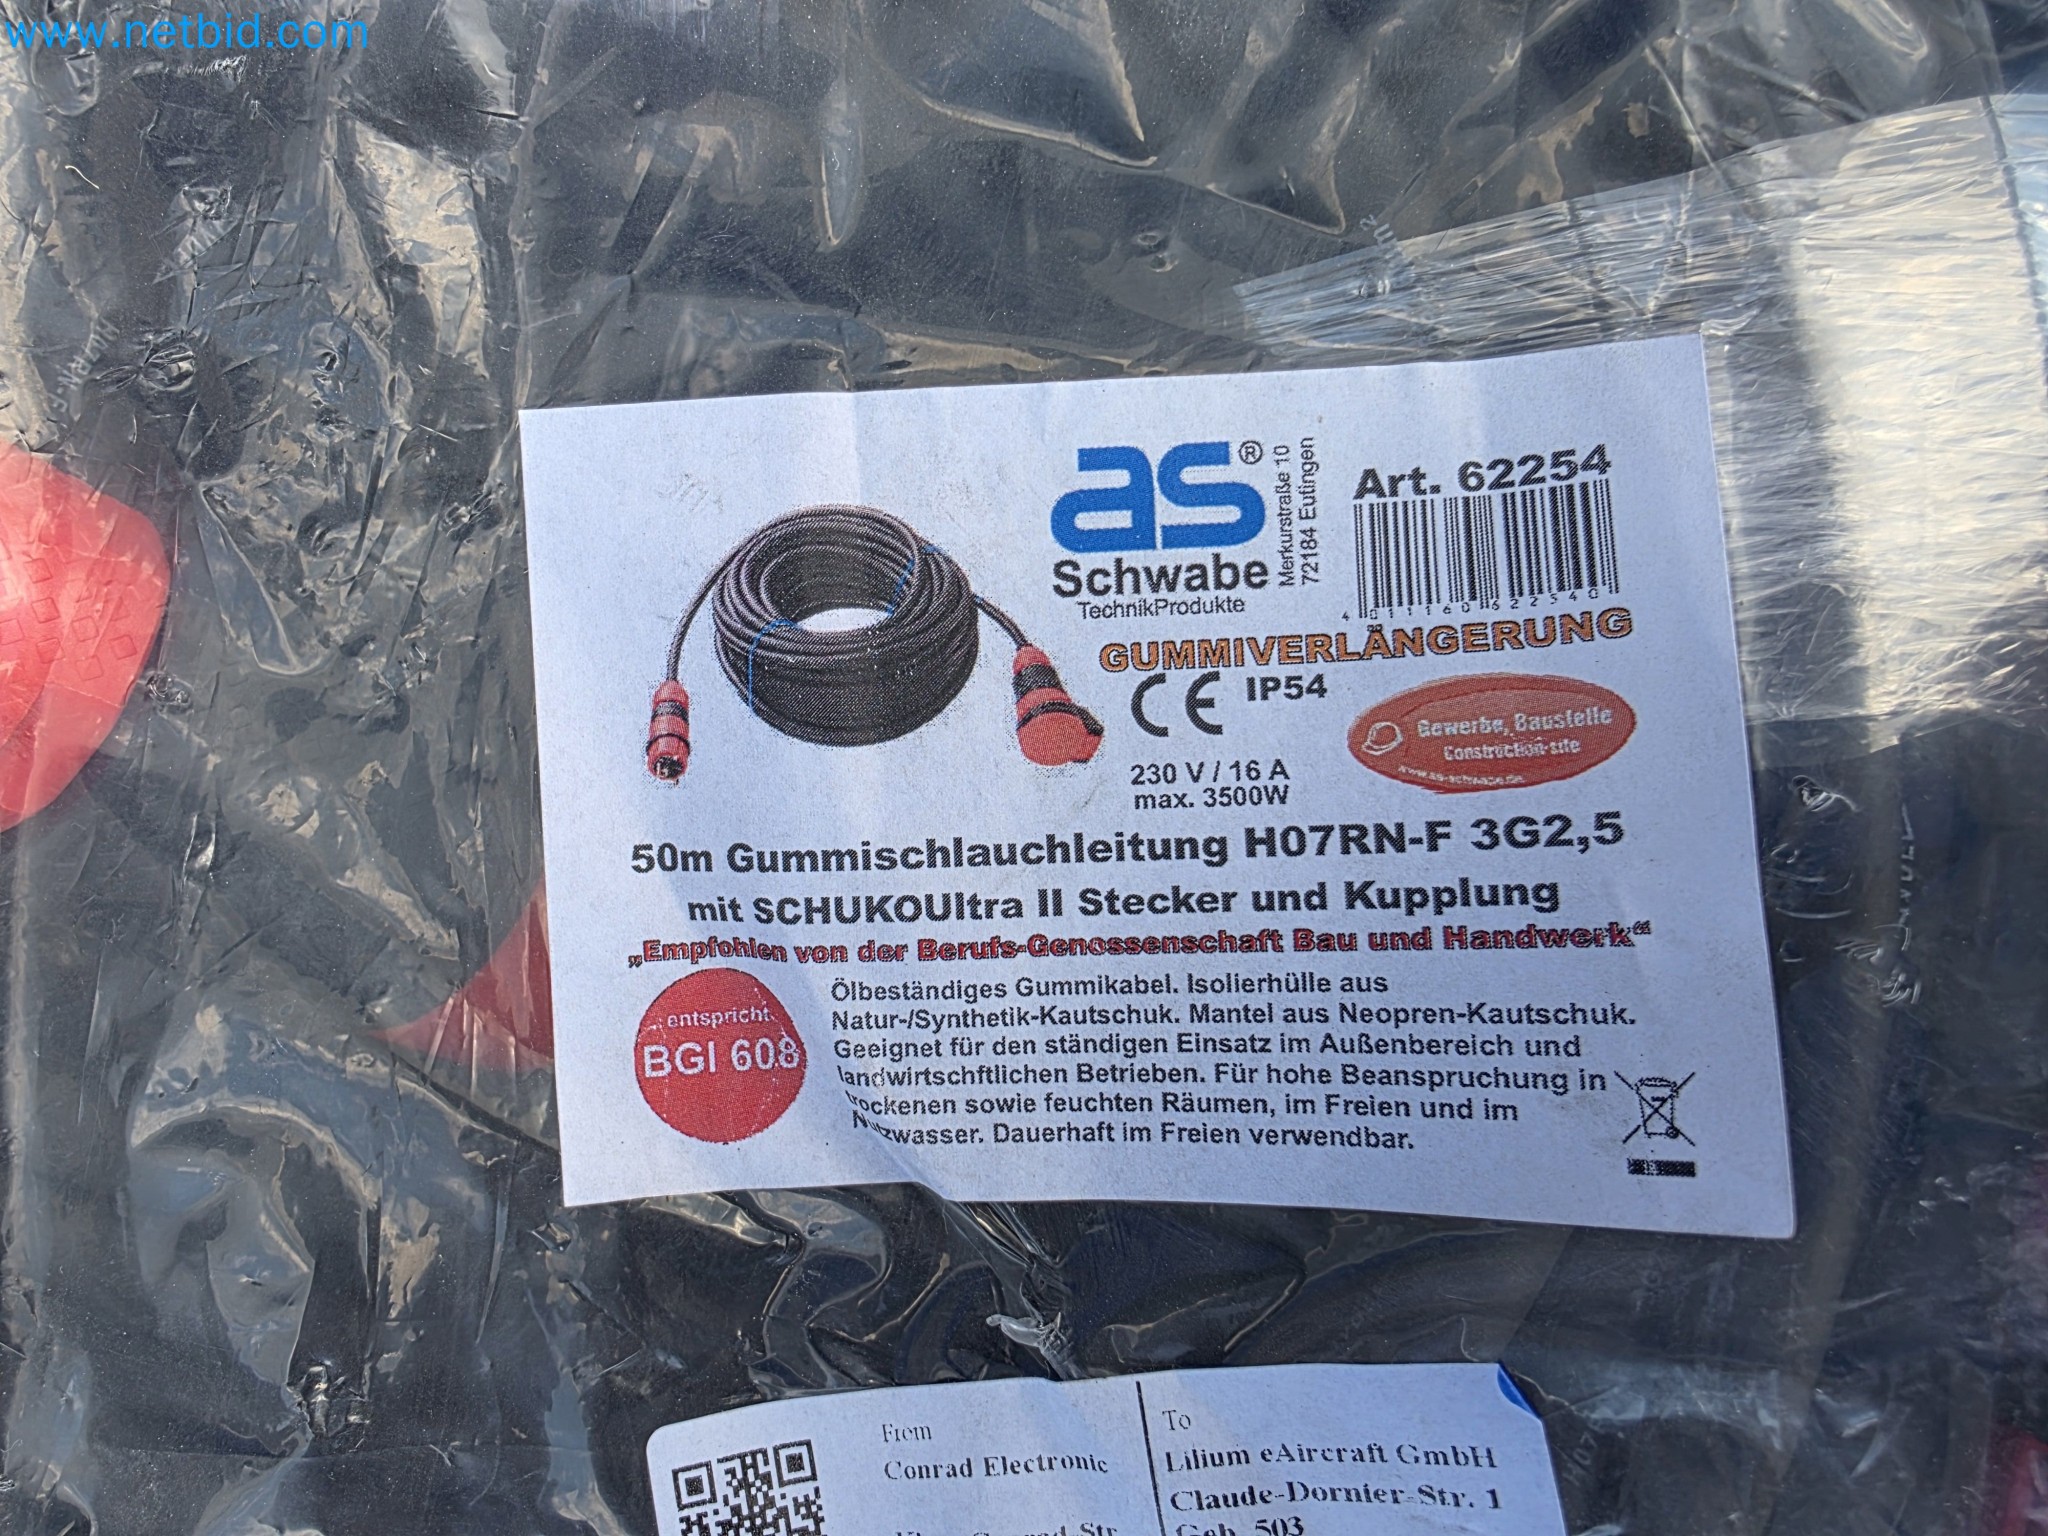 www.netbid.com
as®
Schwabe
TechnikProdukte
Merkurstraße 10
72184 Eutingen
Art. 62254
4 011160 622540
GUMMIVERLÄNGERUNG
CE IP54
Gewerbe, Baustelle
Construction-site
www.as-schwabe.de
230 V / 16 A
max. 3500W
50m Gummischlauchleitung H07RN-F 3G2,5
mit SCHUKOUltra II Stecker und Kupplung
„Empfohlen von der Berufs-Genossenschaft Bau und Handwerk“
entspricht
BGI 608
Ölbeständiges Gummikabel. Isolierhülle aus
Natur-/Synthetik-Kautschuk. Mantel aus Neopren-Kautschuk.
Geeignet für den ständigen Einsatz im Außenbereich und
landwirtschftlichen Betrieben. Für hohe Beanspruchung in
trockenen sowie feuchten Räumen, im Freien und im
Nutzwasser. Dauerhaft im Freien verwendbar.
From
Conrad Electronic
To
Lilium eAircraft GmbH
Claude-Dornier-Str. 1
Geb. 503